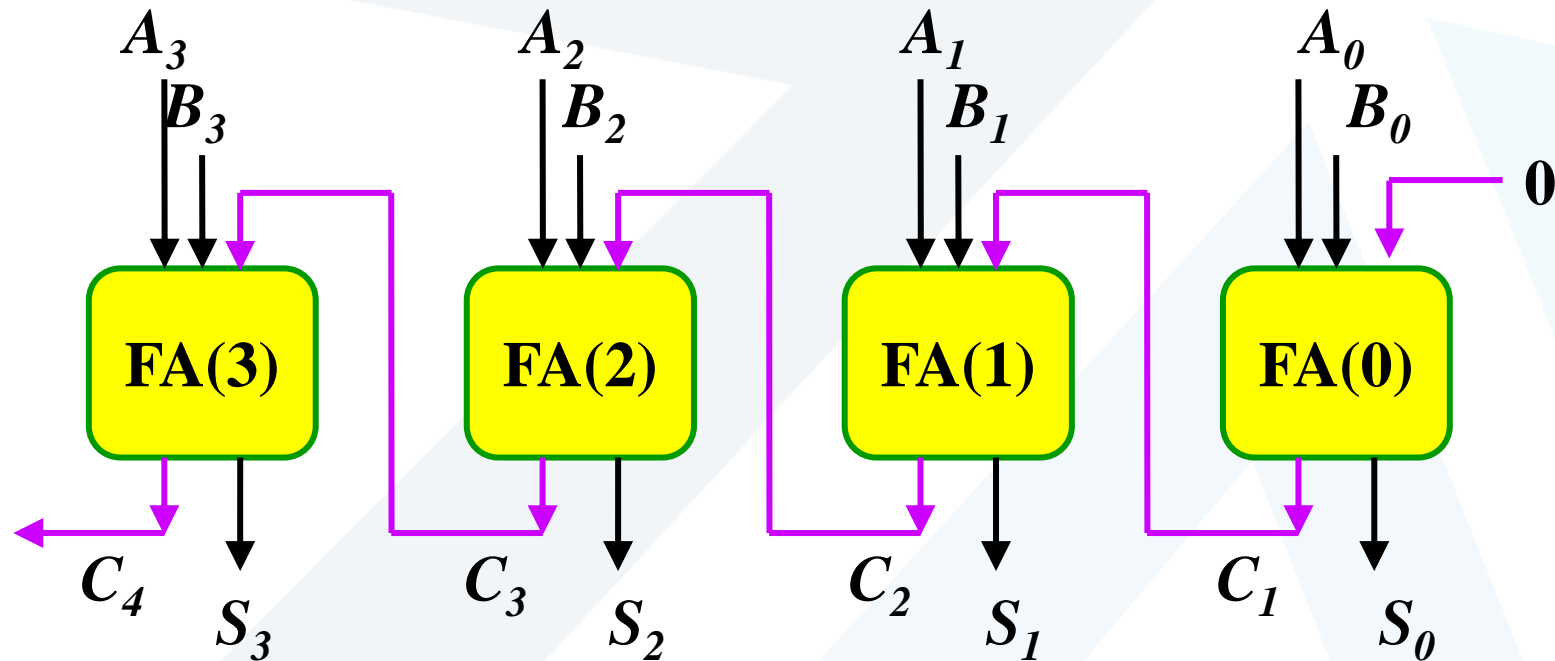 A3 A2 A1 A0
B3 B2 B1 B0
0
FA(3) FA(2) FA(1) FA(0)
C4 C3 C2 C1
S3 S2 S1 S0